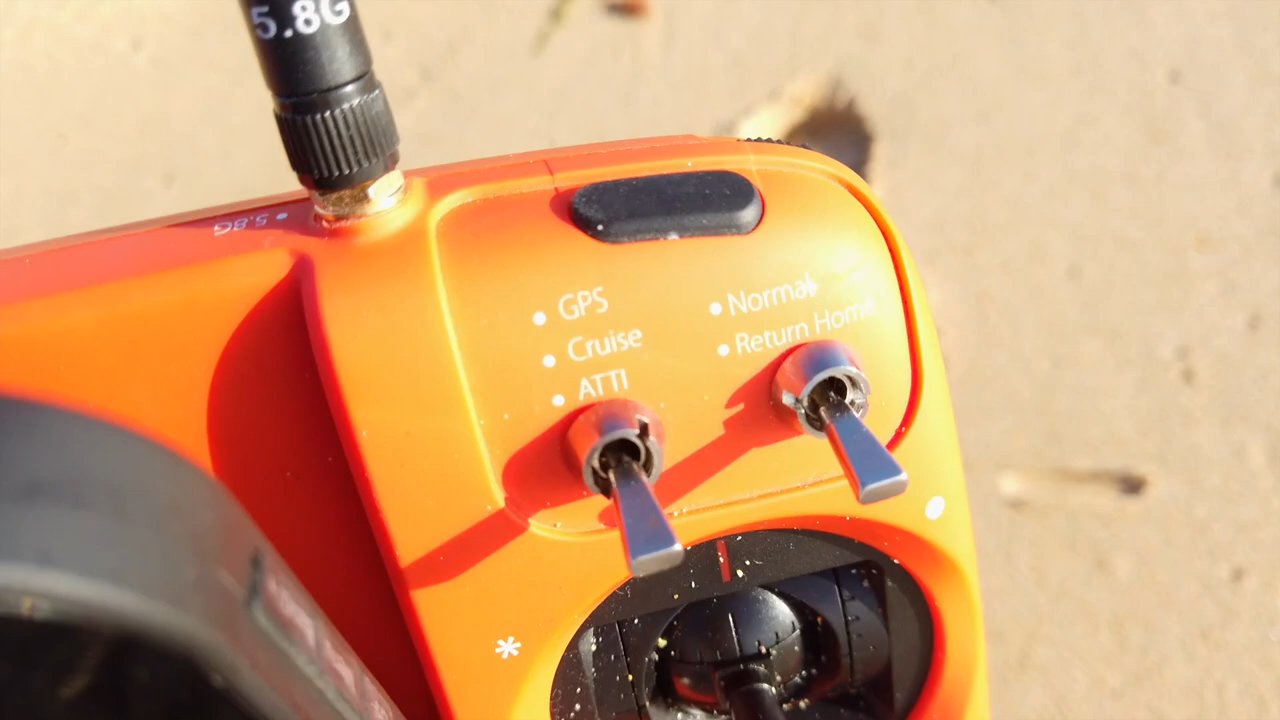 5.8G
5.8G
GPS
Cruise
ATTI
Normal
Return Home
*